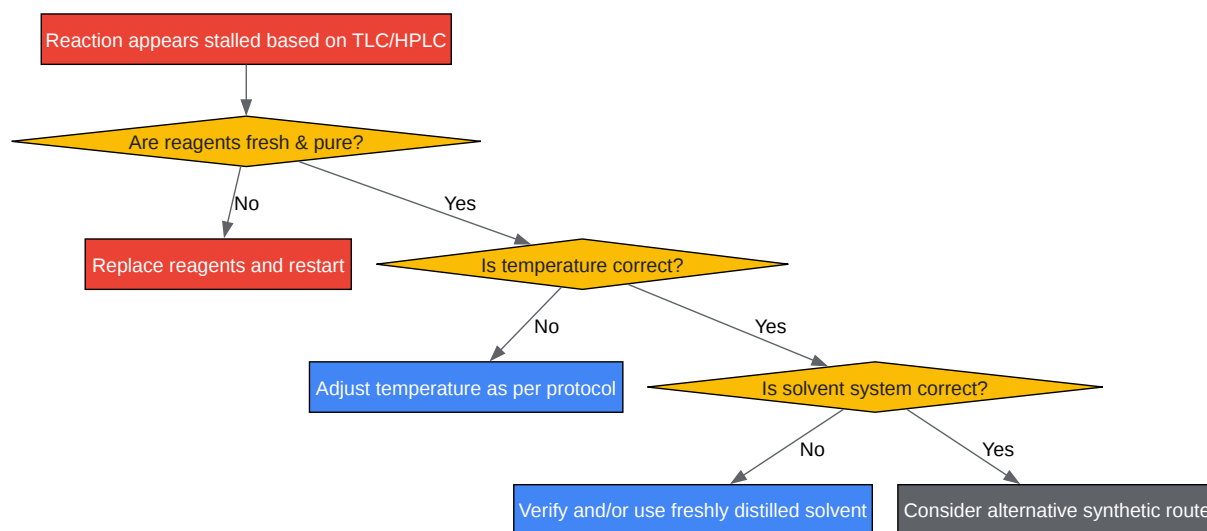 Reaction appears stalled based on TLC/HPLC
Are reagents fresh & pure?
No
Yes
Replace reagents and restart
Is temperature correct?
No
Yes
Adjust temperature as per protocol
Is solvent system correct?
No
Yes
Verify and/or use freshly distilled solvent
Consider alternative synthetic route